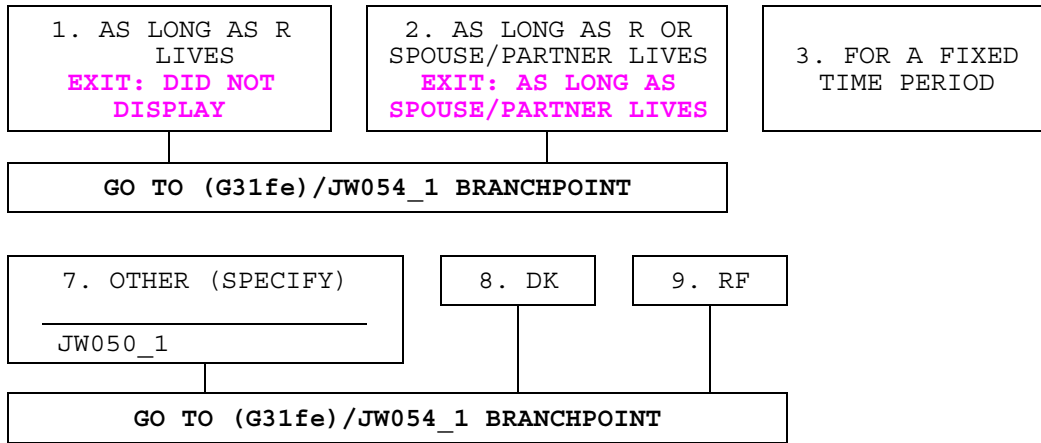 1. AS LONG AS R
LIVES
EXIT: DID NOT
DISPLAY
2. AS LONG AS R OR
SPOUSE/PARTNER LIVES
EXIT: AS LONG AS
SPOUSE/PARTNER LIVES
3. FOR A FIXED
TIME PERIOD
GO TO (G31fe)/JW054_1 BRANCHPOINT
7. OTHER (SPECIFY)
JW050_1
8. DK
9. RF
GO TO (G31fe)/JW054_1 BRANCHPOINT